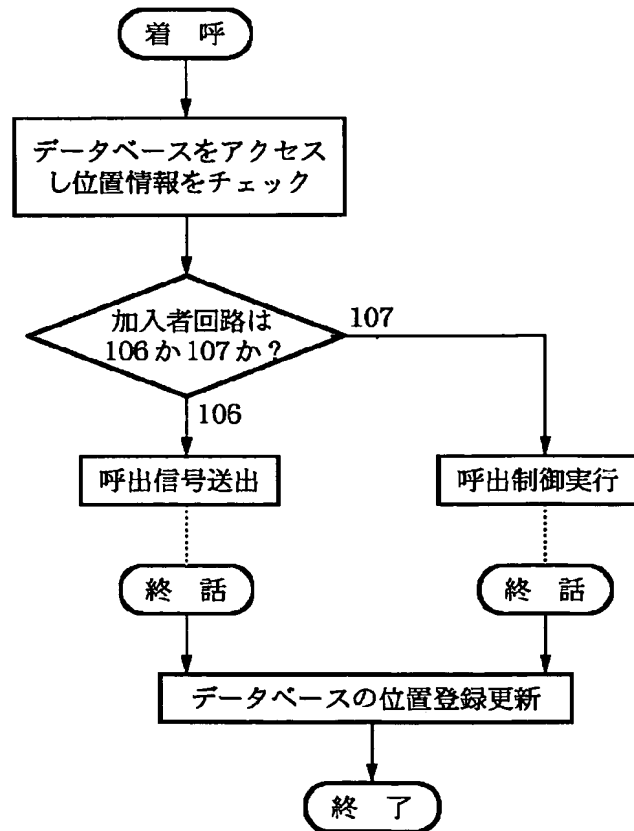 着 呼
データベースをアクセス
し位置情報をチェック
加入者回路は
106か107か?
107
106
呼出信号送出
呼出制御実行
終 話
終 話
データベースの位置登録更新
終 了